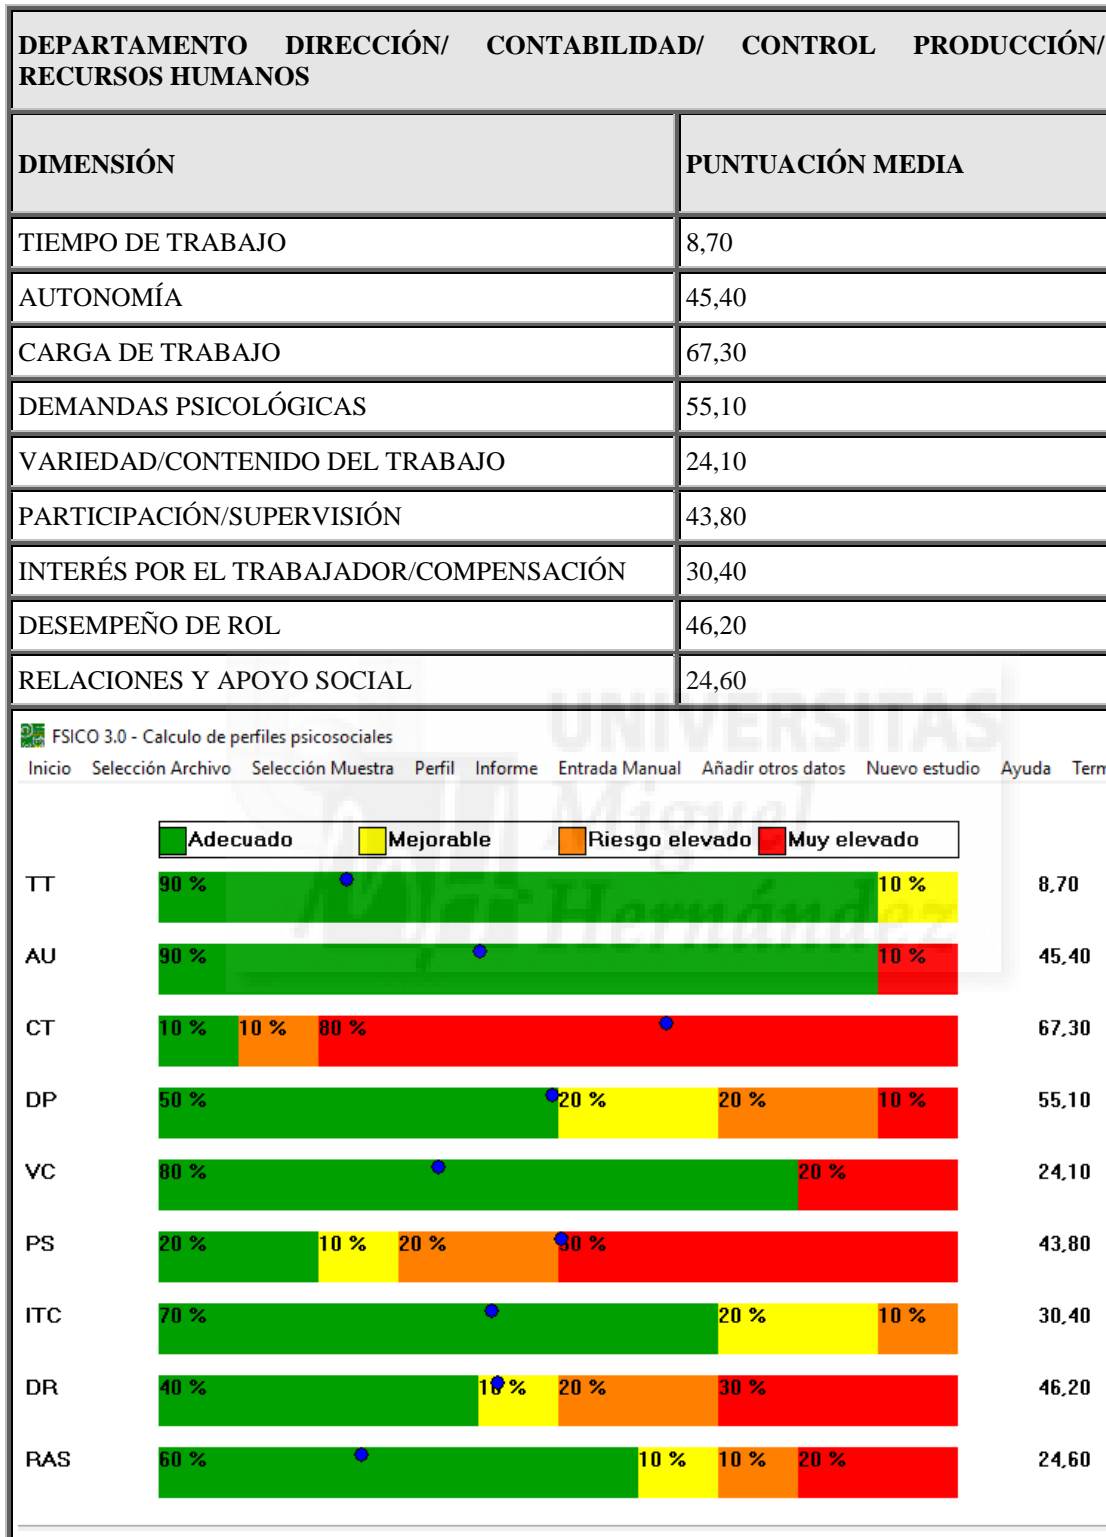 DEPARTAMENTO DIRECCIÓN/ CONTABILIDAD/ CONTROL PRODUCCIÓN/
RECURSOS HUMANOS
DIMENSIÓN PUNTUACIÓN MEDIA
TIEMPO DE TRABAJO 8,70
AUTONOMÍA 45,40
CARGA DE TRABAJO 67,30
DEMANDAS PSICOLÓGICAS 55,10
VARIEDAD/CONTENIDO DEL TRABAJO 24,10
PARTICIPACIÓN/SUPERVISIÓN 43,80
INTERÉS POR EL TRABAJADOR/COMPENSACIÓN 30,40
DESEMPEÑO DE ROL 46,20
RELACIONES Y APOYO SOCIAL 24,60
UNIVERSITAS
Miguel
Hernández
FSICO 3.0 - Calculo de perfiles psicosociales
Inicio Selección Archivo Selección Muestra Perfil Informe Entrada Manual Añadir otros datos Nuevo estudio Ayuda Term
Adecuado Mejorable Riesgo elevado Muy elevado
TT 90 % 10 % 8,70
AU 90 % 10 % 45,40
CT 10 % 10 % 80 % 67,30
DP 50 % 20 % 20 % 10 % 55,10
VC 80 % 20 % 24,10
PS 20 % 10 % 20 % 50 % 43,80
ITC 70 % 20 % 10 % 30,40
DR 40 % 10 % 20 % 30 % 46,20
RAS 60 % 10 % 10 % 20 % 24,60